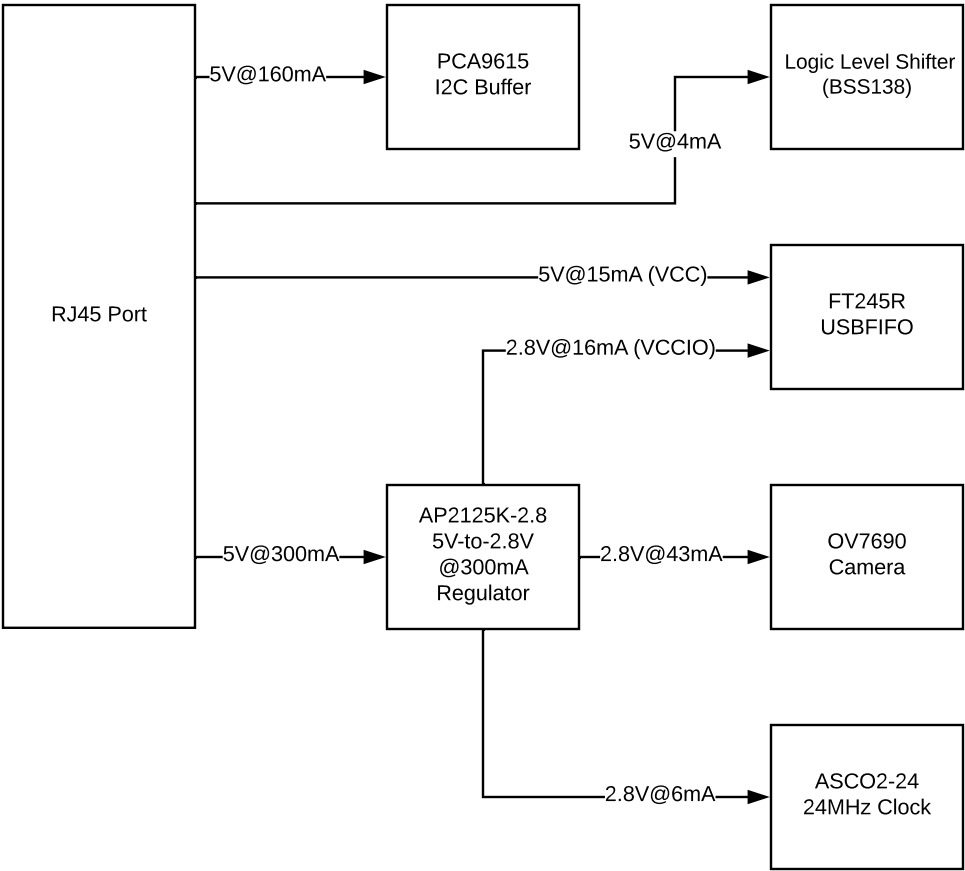 5V@160mA
PCA9615
I2C Buffer
Logic Level Shifter
(BSS138)
5V@4mA
RJ45 Port
5V@15mA (VCC)
FT245R
USBFIFO
2.8V@16mA (VCCIO)
5V@300mA
AP2125K-2.8
5V-to-2.8V
@300mA
Regulator
2.8V@43mA
OV7690
Camera
2.8V@6mA
ASCO2-24
24MHz Clock